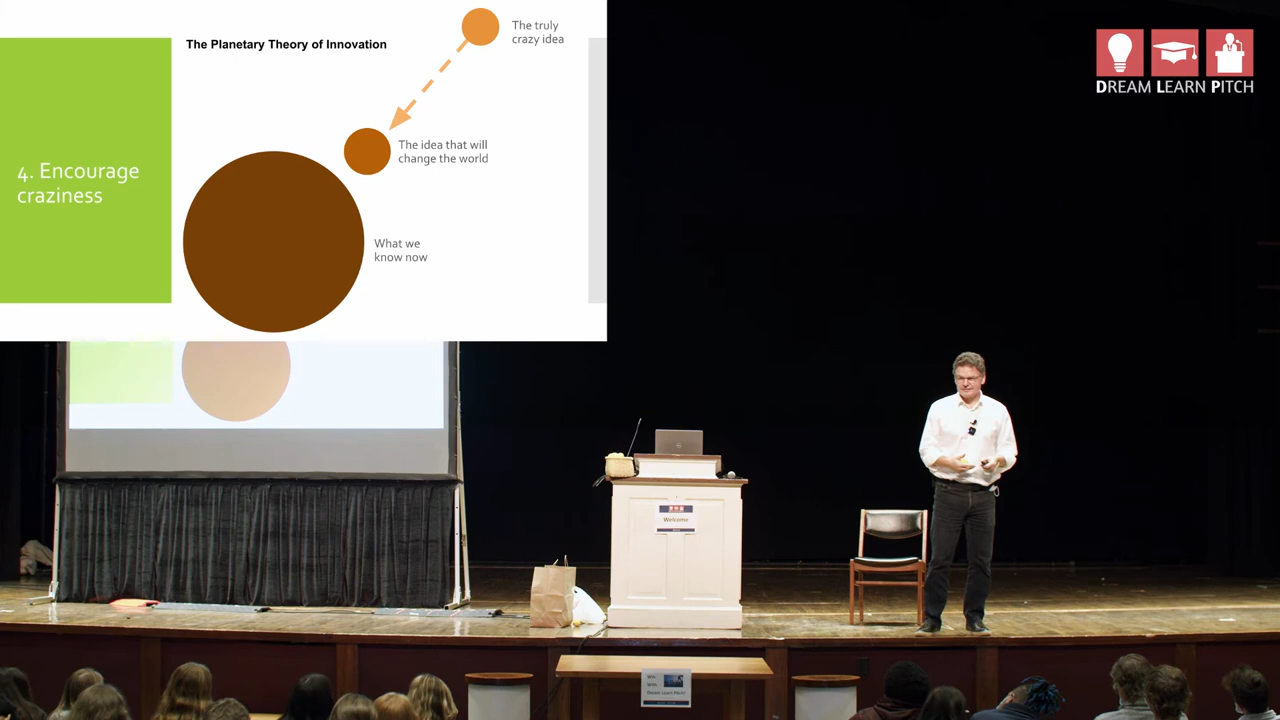 The Planetary Theory of Innovation
The truly
crazy idea
The idea that will
change the world
4. Encourage
craziness
What we
know now
DREAM LEARN PITCH
Welcome